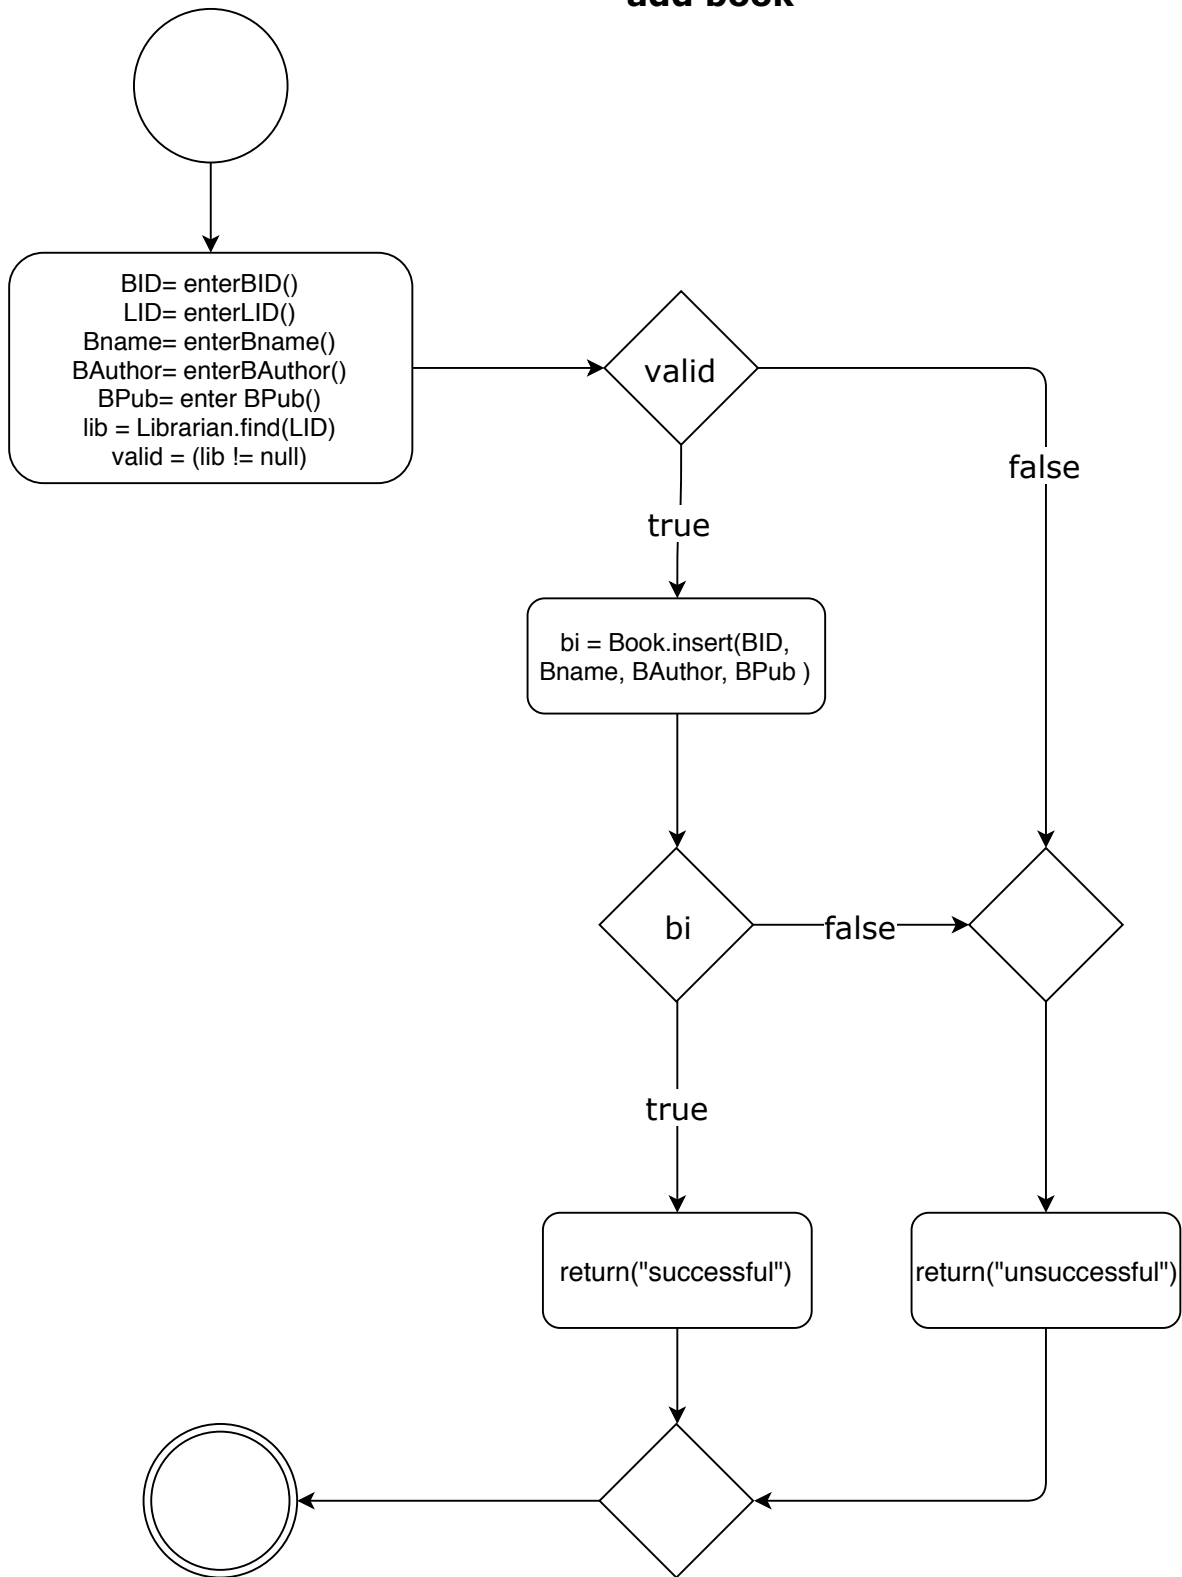 add book
BID= enterBID()
LID= enterLID()
Bname= enterBname()
BAuthor= enterBAuthor()
BPub= enter BPub()
lib = Librarian.find(LID)
valid = (lib != null)
valid
false
true
bi = Book.insert(BID,
Bname, BAuthor, BPub )
bi
false
true
return("successful")
return("unsuccessful")